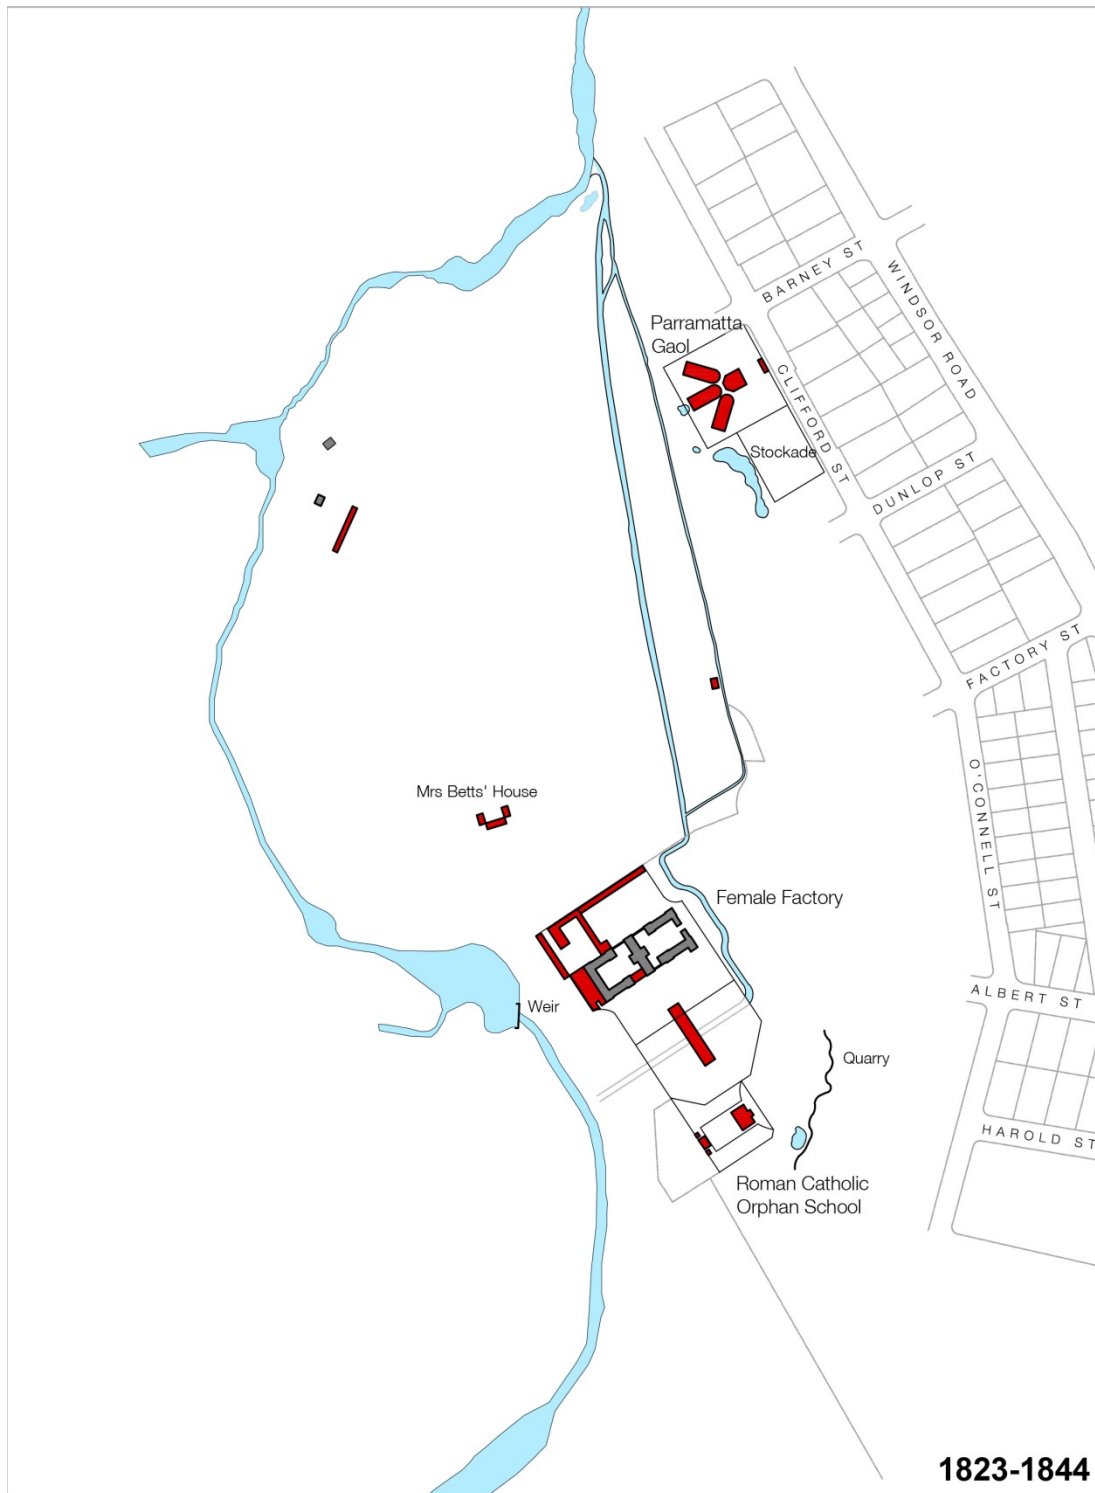 BARNEY ST
WINDSOR ROAD
Parramatta
Gaol
CLIFFORD ST
Stockade
DUNLOP ST
FACTORY ST
O'CONNELL ST
Mrs Betts' House
Female Factory
ALBERT ST
Weir
Quarry
HAROLD ST
Roman Catholic
Orphan School
1823-1844